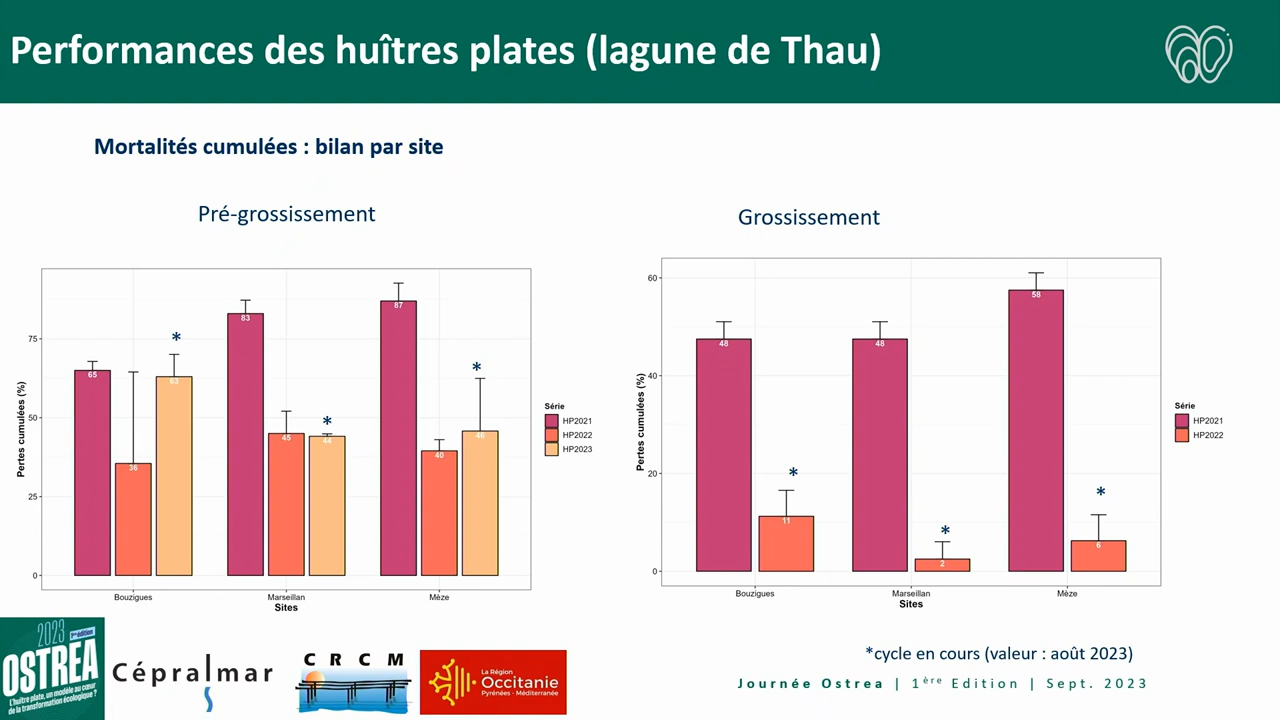 Performances des huîtres plates (lagune de Thau)
Mortalités cumulées : bilan par site
Pré-grossissement
Pertes cumulées (%)
75
50
25
0
65
36
63
*
83
45
44
*
87
40
46
*
Bouzigues
Marseillan
Mèze
Sites
Série
HP2021
HP2022
HP2023
Grossissement
Pertes cumulées (%)
60
40
20
0
48
11
*
48
2
*
58
6
*
Bouzigues
Marseillan
Mèze
Sites
Série
HP2021
HP2022
*cycle en cours (valeur : août 2023)
Journée Ostrea | 1ère Edition | Sept. 2023
2023
1ère édition
OSTREA
L'huître plate, un modèle au cœur
de la transformation écologique ?
Cépralmar
CRCM
La Région
Occitanie
Pyrénées - Méditerranée